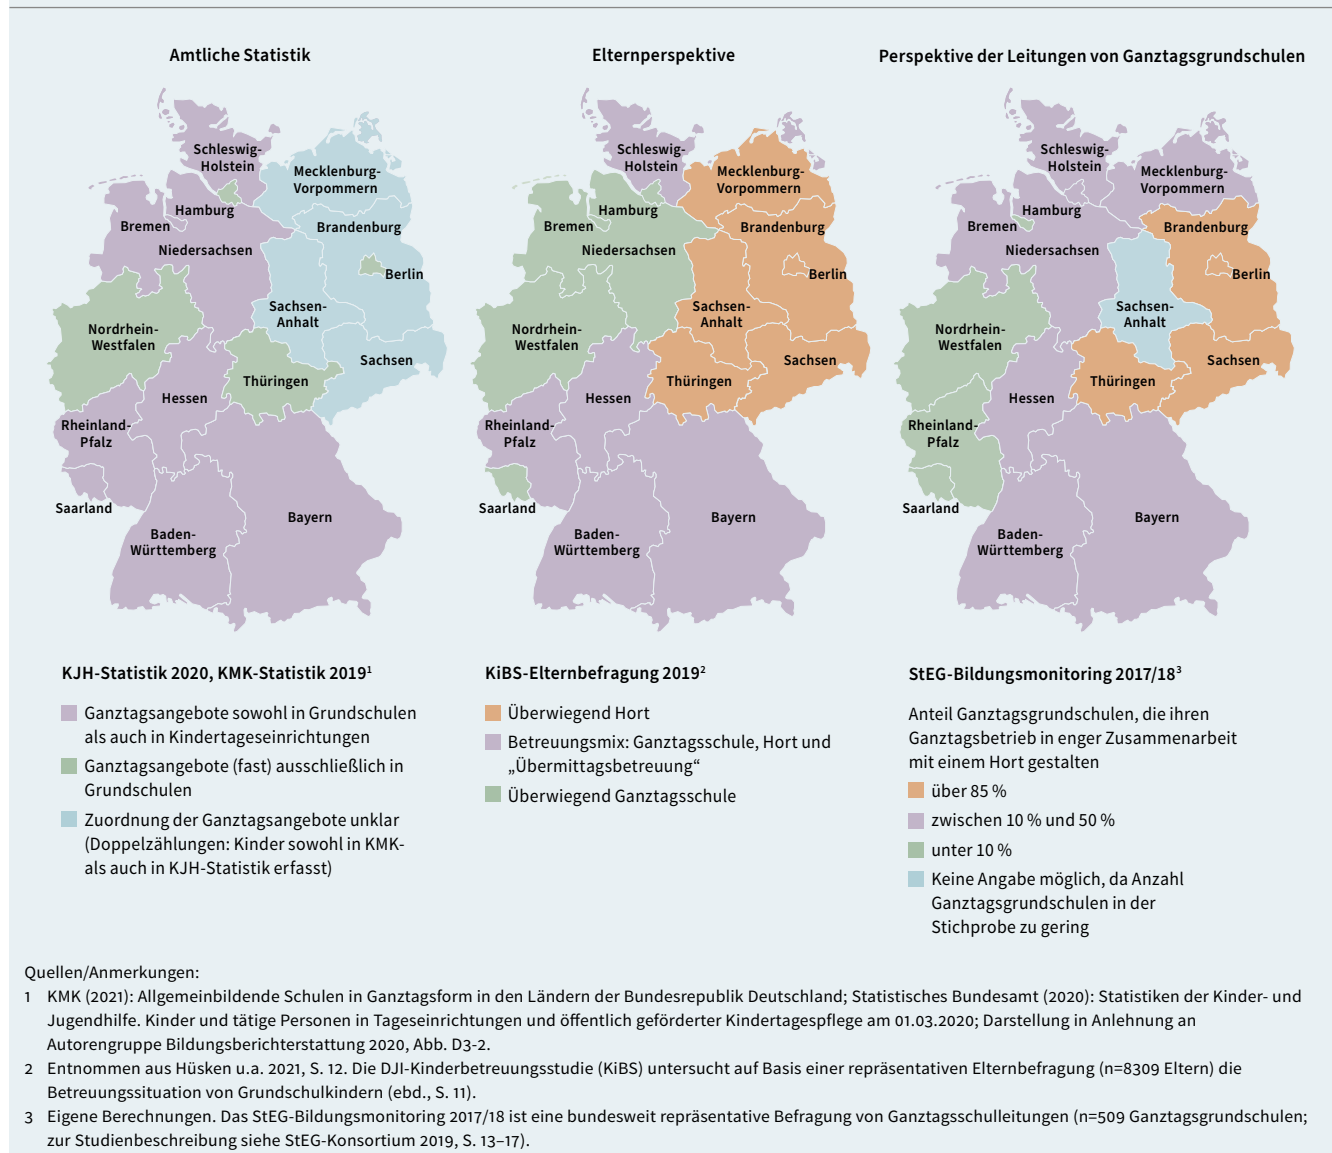 Amtliche Statistik
Schleswig-
Holstein
Mecklenburg-
Vorpommern
Hamburg
Bremen
Brandenburg
Niedersachsen
Berlin
Sachsen-
Anhalt
Nordrhein-
Westfalen
Sachsen
Thüringen
Hessen
Rheinland-
Pfalz
Saarland
Bayern
Baden-
Württemberg
KJH-Statistik 2020, KMK-Statistik 2019¹
Ganztagsangebote sowohl in Grundschulen
als auch in Kindertageseinrichtungen
Ganztagsangebote (fast) ausschließlich in
Grundschulen
Zuordnung der Ganztagsangebote unklar
(Doppelzählungen: Kinder sowohl in KMK-
als auch in KJH-Statistik erfasst)
Elternperspektive
Schleswig-
Holstein
Mecklenburg-
Vorpommern
Hamburg
Bremen
Brandenburg
Niedersachsen
Berlin
Sachsen-
Anhalt
Nordrhein-
Westfalen
Sachsen
Thüringen
Hessen
Rheinland-
Pfalz
Saarland
Bayern
Baden-
Württemberg
KiBS-Elternbefragung 2019²
Überwiegend Hort
Betreuungsmix: Ganztagsschule, Hort und
„Übermittagsbetreuung“
Überwiegend Ganztagsschule
Perspektive der Leitungen von Ganztagsgrundschulen
Schleswig-
Holstein
Mecklenburg-
Vorpommern
Hamburg
Bremen
Brandenburg
Niedersachsen
Berlin
Sachsen-
Anhalt
Nordrhein-
Westfalen
Sachsen
Thüringen
Hessen
Rheinland-
Pfalz
Saarland
Bayern
Baden-
Württemberg
StEG-Bildungsmonitoring 2017/18³
Anteil Ganztagsgrundschulen, die ihren
Ganztagsbetrieb in enger Zusammenarbeit
mit einem Hort gestalten
über 85 %
zwischen 10 % und 50 %
unter 10 %
Keine Angabe möglich, da Anzahl
Ganztagsgrundschulen in der
Stichprobe zu gering
Quellen/Anmerkungen:
1 KMK (2021): Allgemeinbildende Schulen in Ganztagsform in den Ländern der Bundesrepublik Deutschland; Statistisches Bundesamt (2020): Statistiken der Kinder- und
Jugendhilfe. Kinder und tätige Personen in Tageseinrichtungen und öffentlich geförderter Kindertagespflege am 01.03.2020; Darstellung in Anlehnung an
Autorengruppe Bildungsberichterstattung 2020, Abb. D3-2.
2 Entnommen aus Hüsken u.a. 2021, S. 12. Die DJI-Kinderbetreuungsstudie (KiBS) untersucht auf Basis einer repräsentativen Elternbefragung (n=8309 Eltern) die
Betreuungssituation von Grundschulkindern (ebd., S. 11).
3 Eigene Berechnungen. Das StEG-Bildungsmonitoring 2017/18 ist eine bundesweit repräsentative Befragung von Ganztagsschulleitungen (n=509 Ganztagsgrundschulen;
zur Studienbeschreibung siehe StEG-Konsortium 2019, S. 13–17).